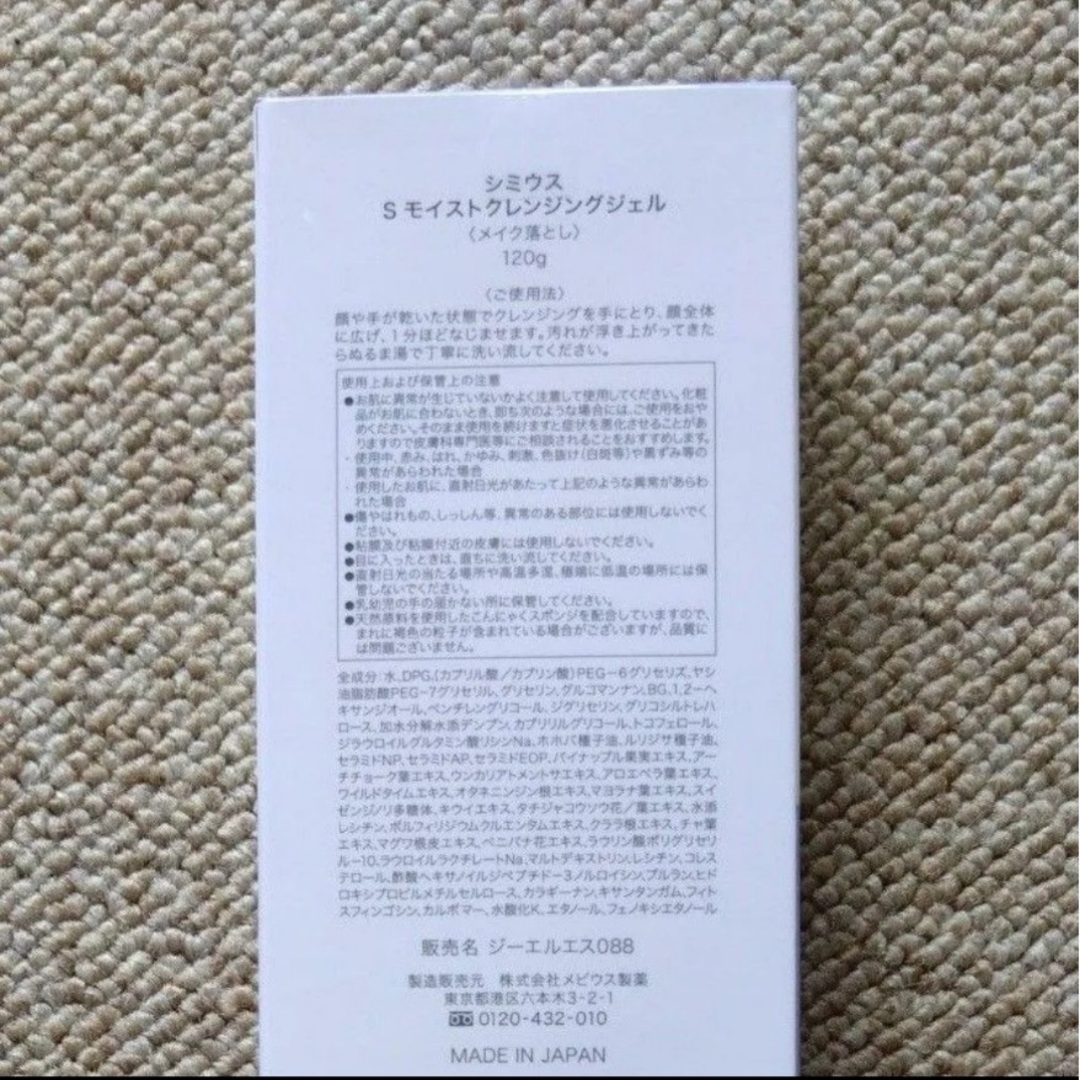 シミウス
S モイストクレンジングジェル
〈メイク落とし〉
120g
〈ご使用法〉
顔や手が乾いた状態でクレンジングを手にとり、顔全体
に広げ、1分ほどなじませます。汚れが浮き上がってきた
らぬるま湯で丁寧に洗い流してください。
使用上および保管上の注意
●お肌に異常が生じていないかよく注意して使用してください。化粧
品がお肌に合わないとき、即ち次のような場合には、ご使用をおや
めください。そのまま使用を続けますと症状を悪化させることがあ
りますので皮膚科専門医等にご相談されることをおすすめします。
・使用中、赤み、はれ、かゆみ、刺激、色抜け(白斑等)や黒ずみ等の
異常があらわれた場合
・使用したお肌に、直射日光があたって上記のような異常があらわ
れた場合
●傷やはれもの、しっしん等、異常のある部位には使用しないでく
ださい。
●粘膜及び粘膜付近の皮膚には使用しないでください。
●目に入ったときは、直ちに洗い流してください。
●直射日光の当たる場所や高温多湿、極端に低温の場所には保
管しないでください。
●乳幼児の手の届かない所に保管してください。
●天然原料を使用したこんにゃくスポンジを配合していますので、
まれに褐色の粒子が含まれている場合がございますが、品質に
は問題ございません。
全成分：水、DPG、(カプリル酸／カプリン酸)PEG－6グリセリズ、ヤシ
油脂肪酸PEG-7グリセリル、グリセリン、グルコマンナン、BG、1,2－ヘ
キサンジオール、ペンチレングリコール、ジグリセリン、グリコシルトレハ
ロース、加水分解水添デンプン、カプリリルグリコール、トコフェロール、
ジラウロイルグルタミン酸リシンNa、ホホバ種子油、ルリジサ種子油、
セラミドNP、セラミドAP、セラミドEOP、パイナップル果実エキス、アー
チチョーク葉エキス、ウンカリアトメントサエキス、アロエベラ葉エキス、
ワイルドタイムエキス、オタネニンジン根エキス、マヨラナ葉エキス、スイ
ゼンジノリ多糖体、キウイエキス、タチジャコウソウ花／葉エキス、水添
レシチン、ポルフィリジウムクルエンタムエキス、クララ根エキス、チャ葉
エキス、マグワ根皮エキス、ベニバナ花エキス、ラウリン酸ポリグリセリ
ル－10、ラウロイルラクチレートNa、マルトデキストリン、レシチン、コレス
テロール、酢酸ヘキサノイルジペプチド－3ノルロイシン、プルラン、ヒド
ロキシプロピルメチルセルロース、カラギーナン、キサンタンガム、フィト
スフィンゴシン、カルボマー、水酸化K、エタノール、フェノキシエタノール
販売名 ジーエルエス088
製造販売元 株式会社メビウス製薬
東京都港区六本木3-2-1
0120-432-010
MADE IN JAPAN